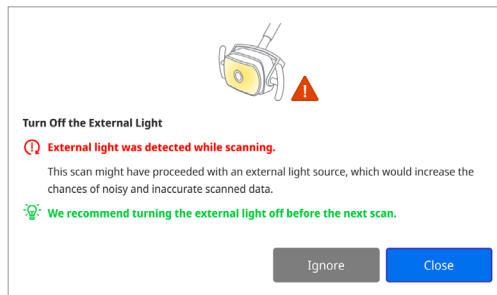 Turn Off the External Light
External light was detected while scanning.
This scan might have proceeded with an external light source, which would increase the
chances of noisy and inaccurate scanned data.
We recommend turning the external light off before the next scan.
Ignore
Close